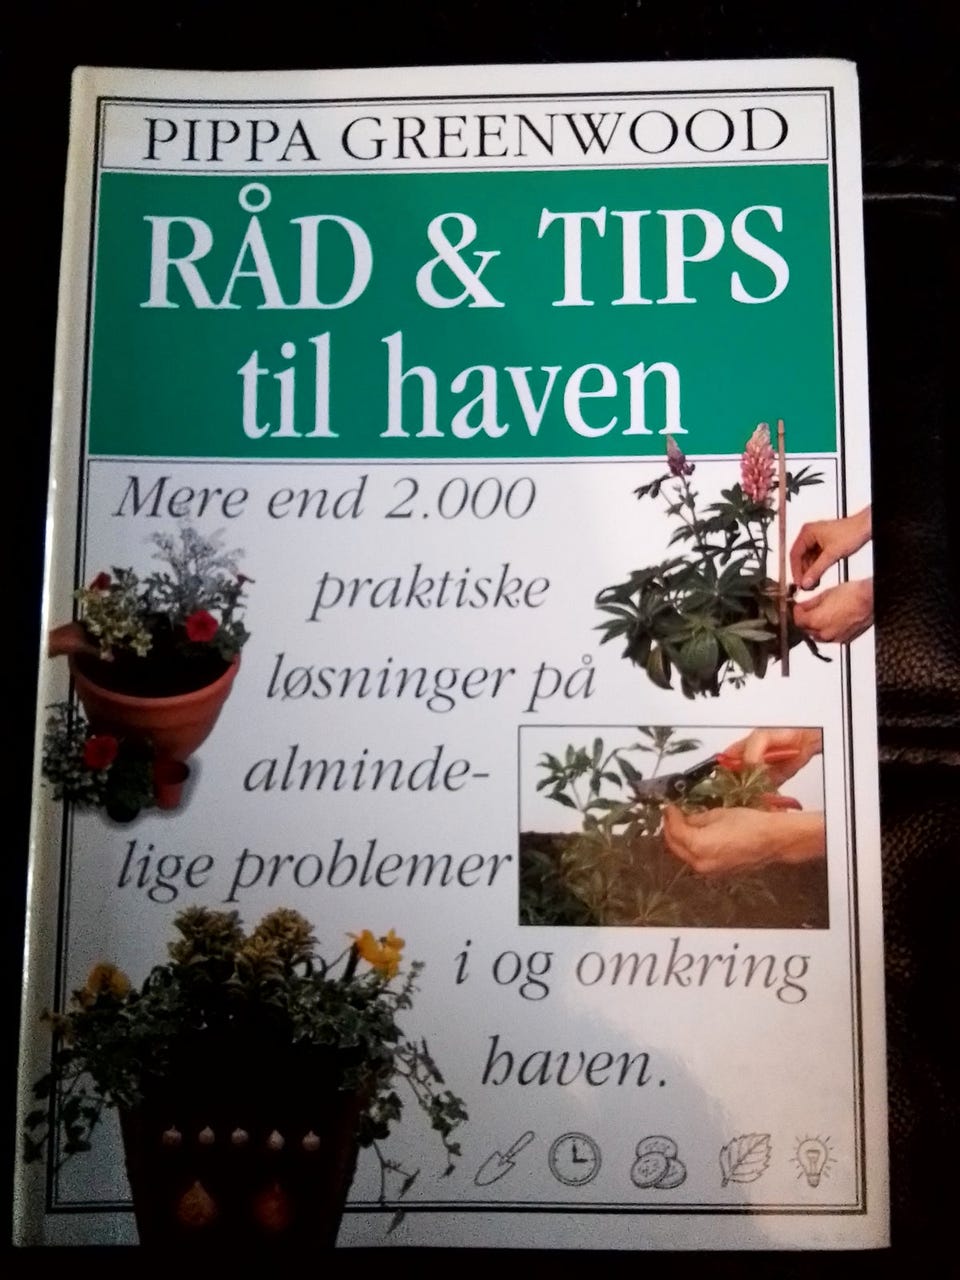 PIPPA GREENWOOD
RÅD & TIPS
til haven
Mere end 2.000
praktiske
løsninger på
alminde-
lige problemer
i og omkring
haven.